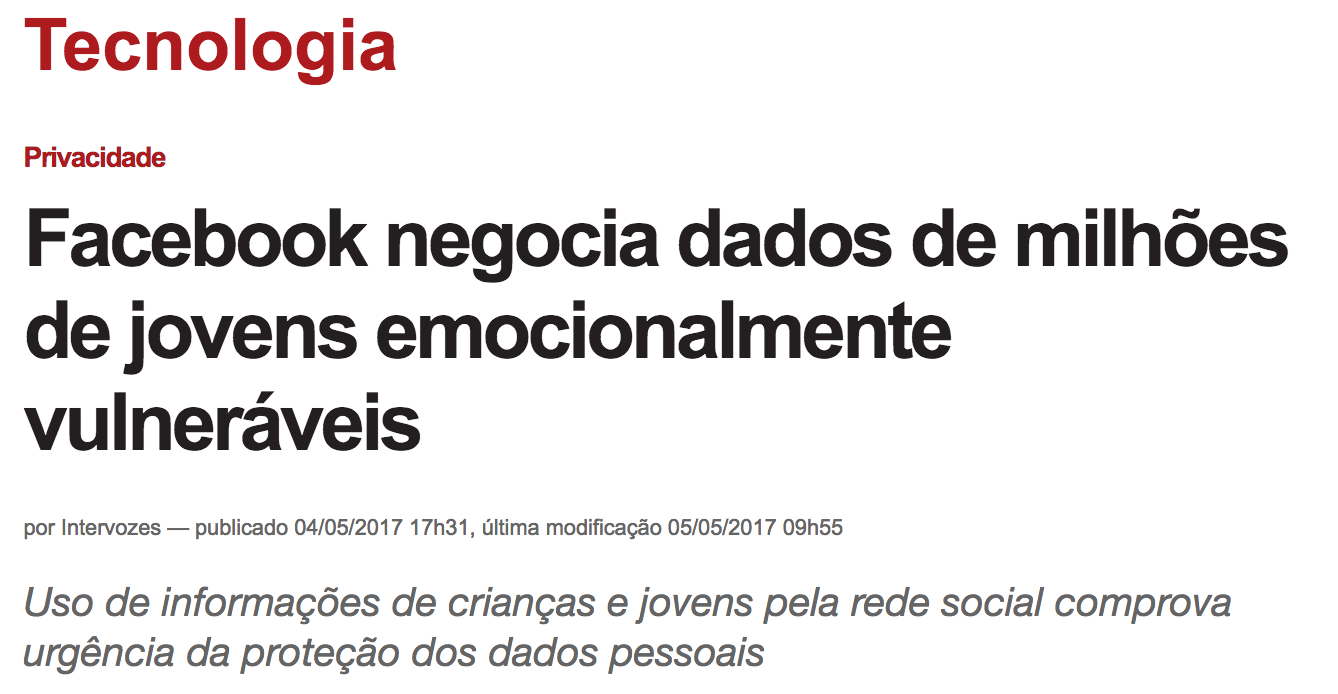 Tecnologia
Privacidade
Facebook negocia dados de milhões
de jovens emocionalmente
vulneráveis
por Intervozes — publicado 04/05/2017 17h31, última modificação 05/05/2017 09h55
Uso de informações de crianças e jovens pela rede social comprova
urgência da proteção dos dados pessoais